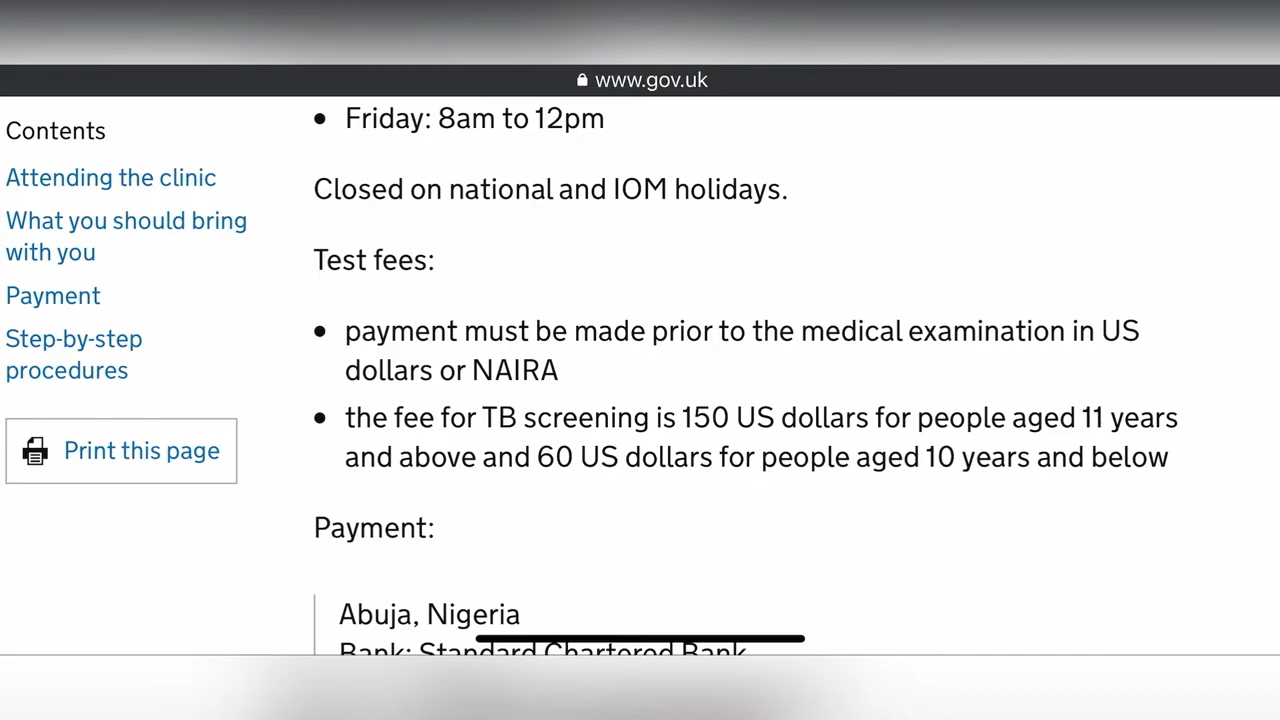 www.gov.uk
Contents
Attending the clinic
What you should bring
with you
Payment
Step-by-step
procedures
Print this page
• Friday: 8am to 12pm
Closed on national and IOM holidays.
Test fees:
• payment must be made prior to the medical examination in US
dollars or NAIRA
• the fee for TB screening is 150 US dollars for people aged 11 years
and above and 60 US dollars for people aged 10 years and below
Payment:
Abuja, Nigeria
Bank: Standard Chartered Bank